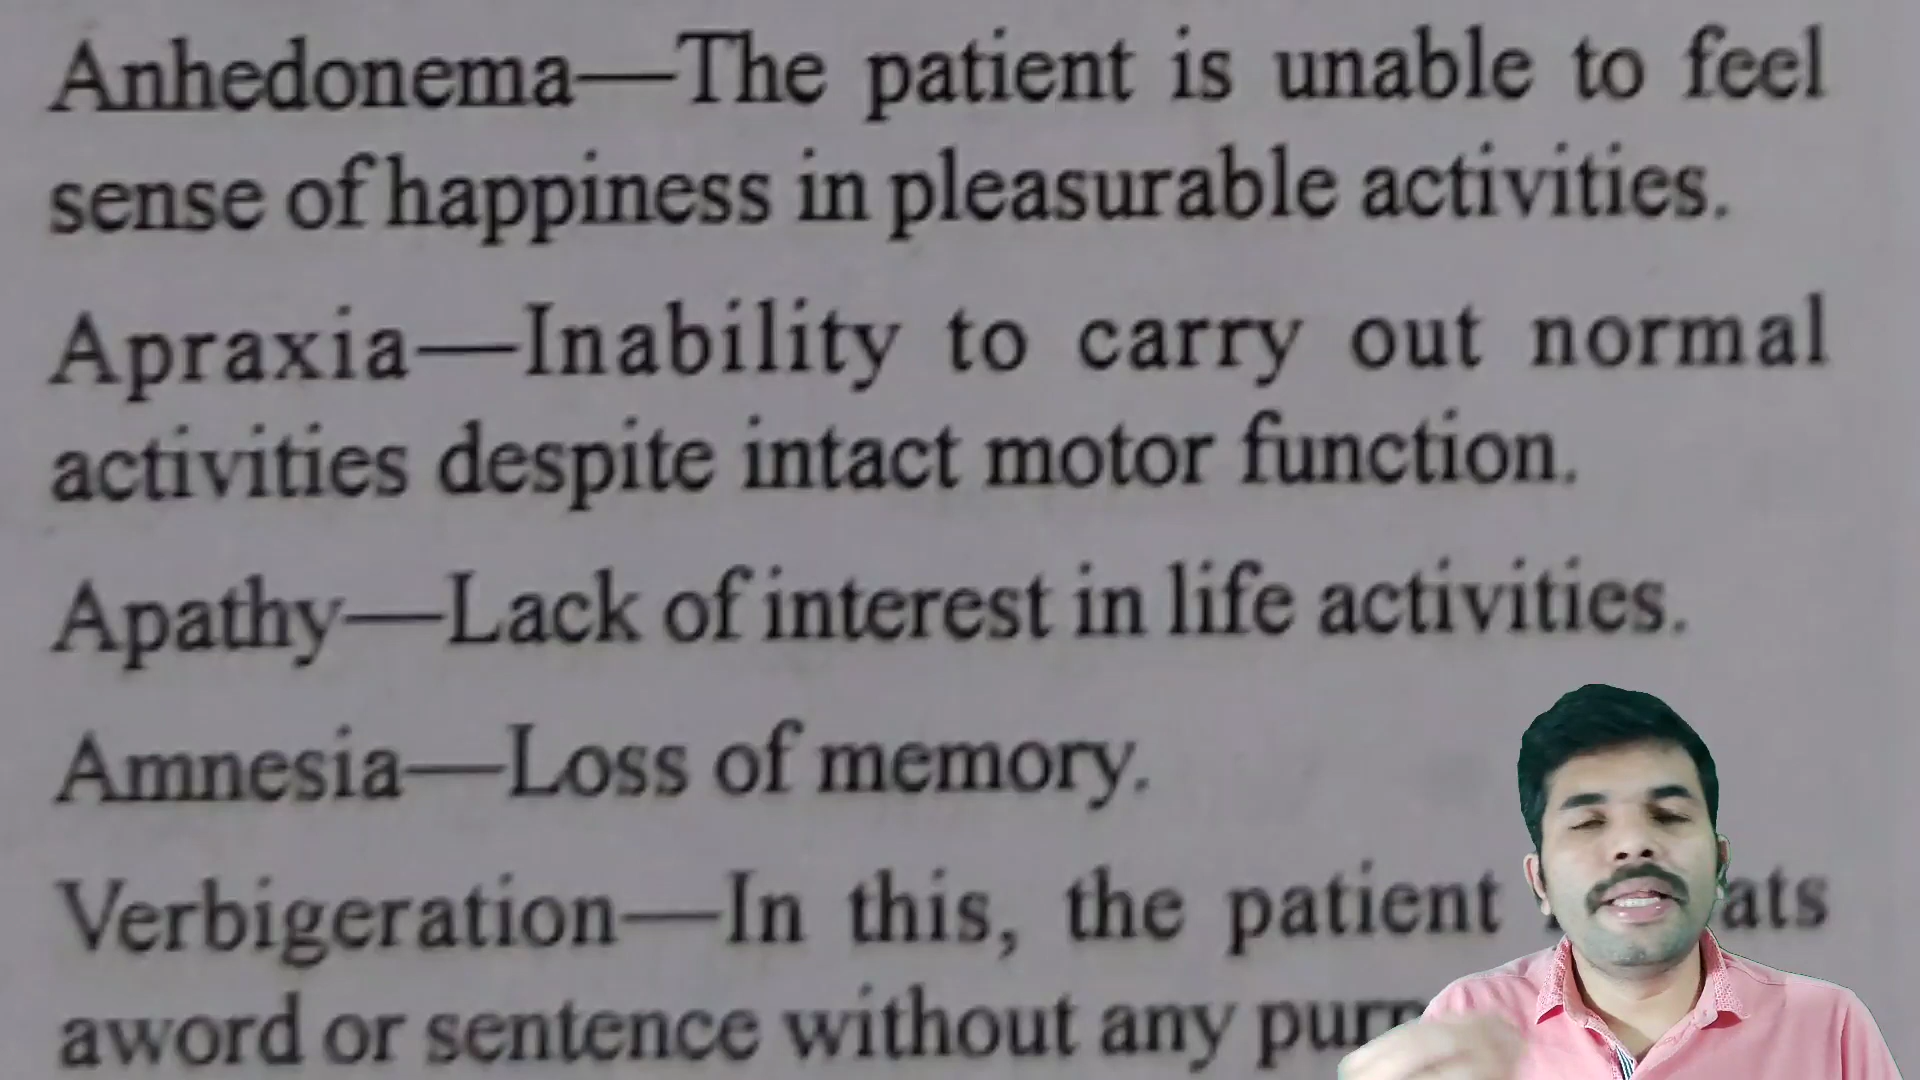 Anhedonema—The patient is unable to feel
sense of happiness in pleasurable activities.
Apraxia—Inability to carry out normal
activities despite intact motor function.
Apathy—Lack of interest in life activities.
Amnesia—Loss of memory.
Verbigeration—In this, the patient
aword or sentence without any